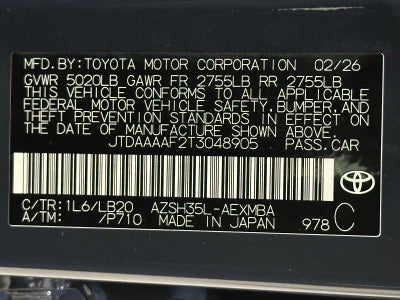 MFD.BY:TOYOTA MOTOR CORPORATION 02/26
GVWR 5020LB GAWR FR 2755LB RR 2755LB
THIS VEHICLE CONFORMS TO ALL APPLICABLE
FEDERAL MOTOR VEHICLE SAFETY,BUMPER,AND
THEFT PREVENTION STANDARDS IN EFFECT ON
THE DATE OF MANUFACTURE SHOWN ABOVE.
JTDAAAAF2T3048905 PASS.CAR
TOYOTA
C/TR:1L6/LB20 AZSH35L-AEXMBA
A/TM: /P710 MADE IN JAPAN 978 C